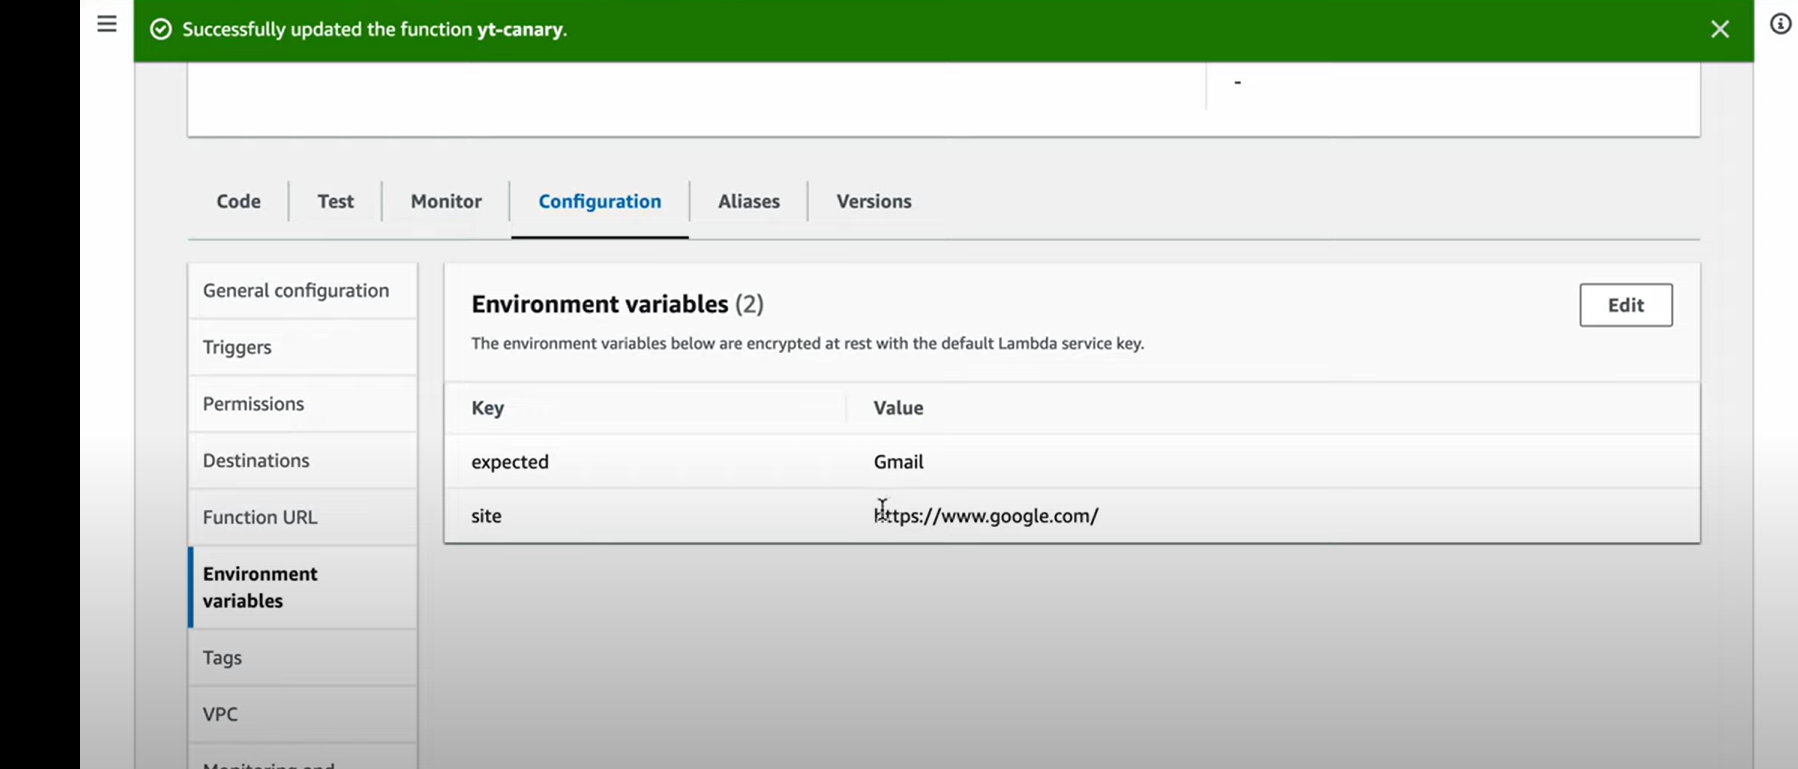 Successfully updated the function yt-canary.
-
Code
Test
Monitor
Configuration
Aliases
Versions
General configuration
Triggers
Permissions
Destinations
Function URL
Environment
variables
Tags
VPC
Monitoring and
Environment variables (2)
Edit
The environment variables below are encrypted at rest with the default Lambda service key.
Key
Value
expected
Gmail
site
https://www.google.com/